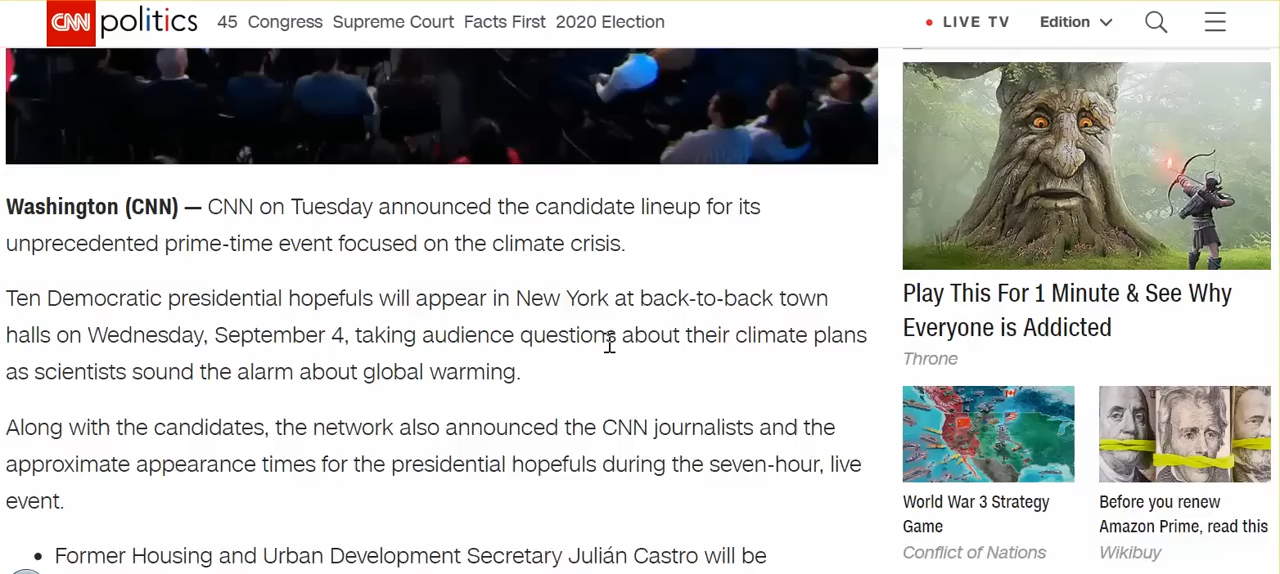 CNN politics 45 Congress Supreme Court Facts First 2020 Election LIVE TV Edition
Washington (CNN) — CNN on Tuesday announced the candidate lineup for its
unprecedented prime-time event focused on the climate crisis.
Ten Democratic presidential hopefuls will appear in New York at back-to-back town
halls on Wednesday, September 4, taking audience questions about their climate plans
as scientists sound the alarm about global warming.
Along with the candidates, the network also announced the CNN journalists and the
approximate appearance times for the presidential hopefuls during the seven-hour, live
event.
• Former Housing and Urban Development Secretary Julián Castro will be
Play This For 1 Minute & See Why
Everyone is Addicted
Throne
World War 3 Strategy
Game
Conflict of Nations
Before you renew
Amazon Prime, read this
Wikibuy